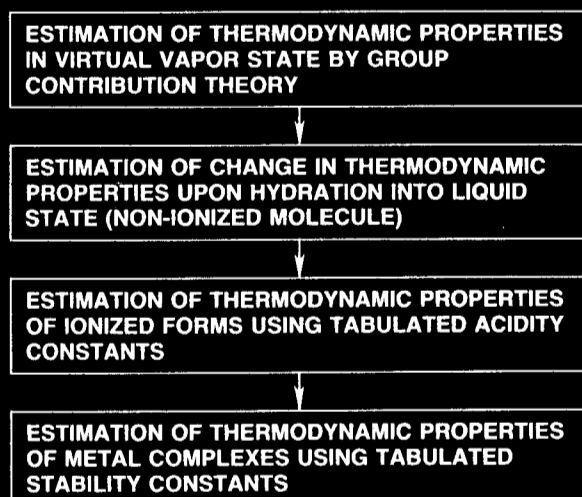 ESTIMATION OF THERMODYNAMIC PROPERTIES
IN VIRTUAL VAPOR STATE BY GROUP
CONTRIBUTION THEORY
ESTIMATION OF CHANGE IN THERMODYNAMIC
PROPERTIES UPON HYDRATION INTO LIQUID
STATE (NON-IONIZED MOLECULE)
ESTIMATION OF THERMODYNAMIC PROPERTIES
OF IONIZED FORMS USING TABULATED ACIDITY
CONSTANTS
ESTIMATION OF THERMODYNAMIC PROPERTIES
OF METAL COMPLEXES USING TABULATED
STABILITY CONSTANTS